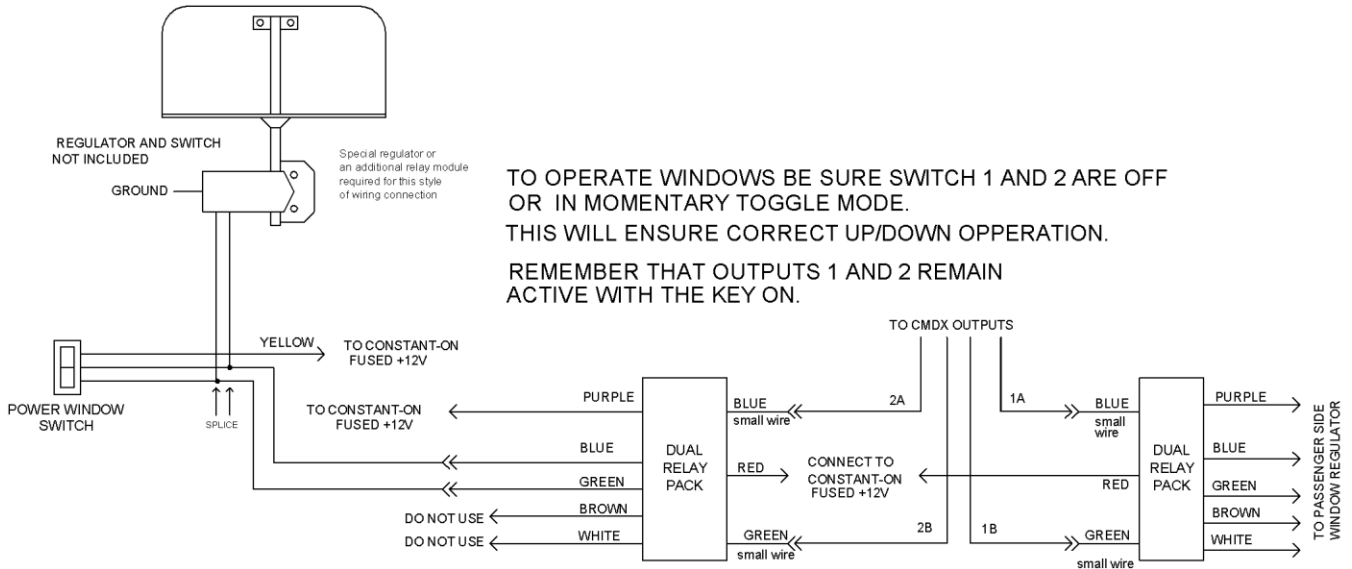 REGULATOR AND SWITCH
NOT INCLUDED
GROUND
Special regulator or
an additional relay module
required for this style
of wiring connection
TO OPERATE WINDOWS BE SURE SWITCH 1 AND 2 ARE OFF
OR IN MOMENTARY TOGGLE MODE.
THIS WILL ENSURE CORRECT UP/DOWN OPPERATION.
REMEMBER THAT OUTPUTS 1 AND 2 REMAIN
ACTIVE WITH THE KEY ON.
TO CMDX OUTPUTS
YELLOW
TO CONSTANT-ON
FUSED +12V
POWER WINDOW
SWITCH
SPLICE
TO CONSTANT-ON
FUSED +12V
PURPLE
BLUE
GREEN
BROWN
WHITE
DO NOT USE
DO NOT USE
DUAL
RELAY
PACK
BLUE
small wire
RED
GREEN
small wire
2A
1A
CONNECT TO
CONSTANT-ON
FUSED +12V
2B
1B
BLUE
small
wire
RED
GREEN
small wire
DUAL
RELAY
PACK
PURPLE
BLUE
GREEN
BROWN
WHITE
TO PASSENGER SIDE
WINDOW REGULATOR